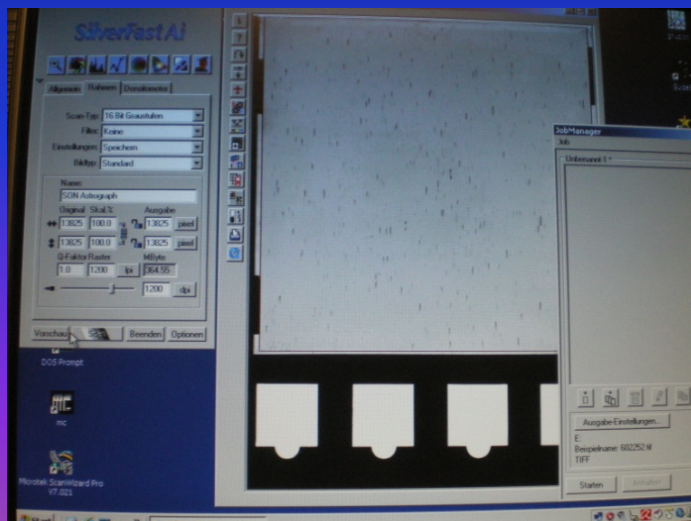 SilverFast Ai
Allgemein Rahmen Densitometer
Scan-Typ: 16 Bit Graustufen
Filter: Keine
Einstellungen: Speichern
Bildtyp: Standard
Name:
SON Astrograph
Original Skal.% Ausgabe
13825 100.0 13825 pixel
13825 100.0 13825 pixel
Q-Faktor Raster MByte
1.0 1200 lpi 364.55
1200 dpi
Vorschau Beenden Optionen
DOS Prompt
mc
Microtek ScanWizard Pro
V7.021
JobManager
Job
Unbenannt-1 *
Ausgabe-Einstellungen...
E:
Beispielname: 602252.tif
TIFF
Starten Anhalten